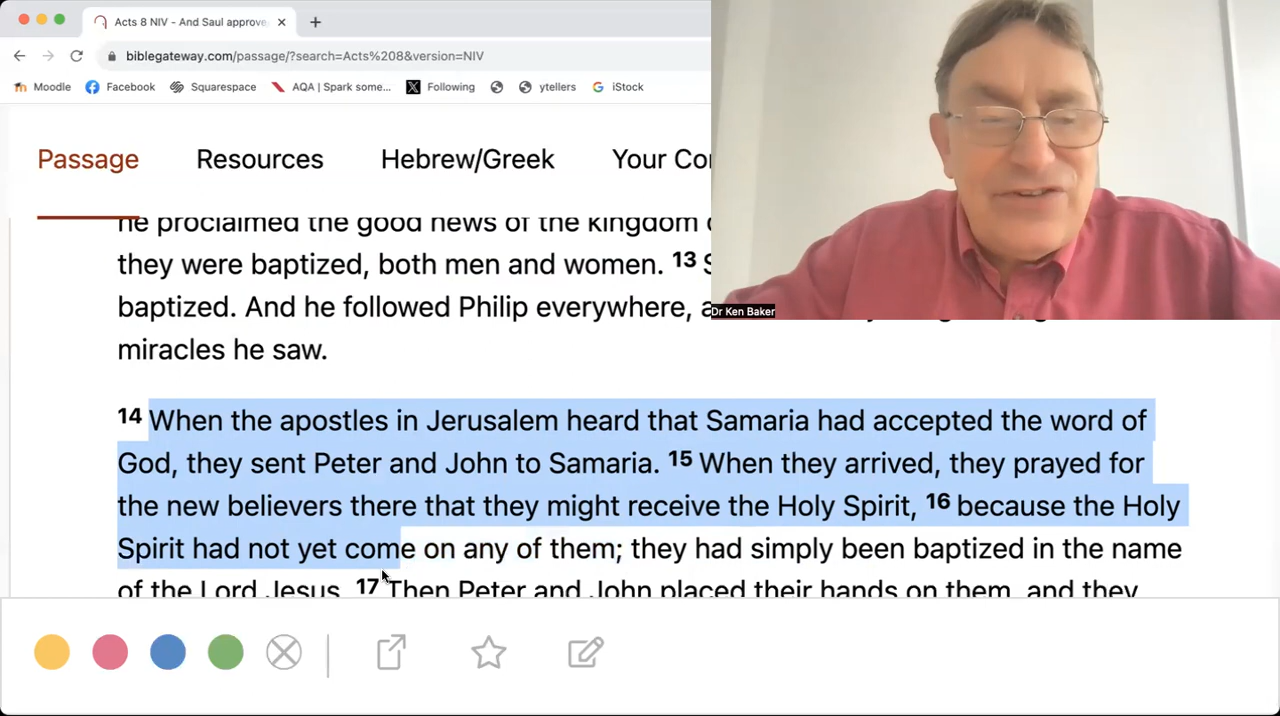 Acts 8 NIV - And Saul approve
biblegateway.com/passage/?search=Acts%208&version=NIV
Moodle Facebook Squarespace AQA | Spark some... Following ytellers iStock
Passage Resources Hebrew/Greek Your Co
Dr Ken Baker
he proclaimed the good news of the kingdom
they were baptized, both men and women. 13 S
baptized. And he followed Philip everywhere, a
miracles he saw.
14 When the apostles in Jerusalem heard that Samaria had accepted the word of
God, they sent Peter and John to Samaria. 15 When they arrived, they prayed for
the new believers there that they might receive the Holy Spirit, 16 because the Holy
Spirit had not yet come on any of them; they had simply been baptized in the name
of the Lord Jesus. 17 Then Peter and John placed their hands on them, and they